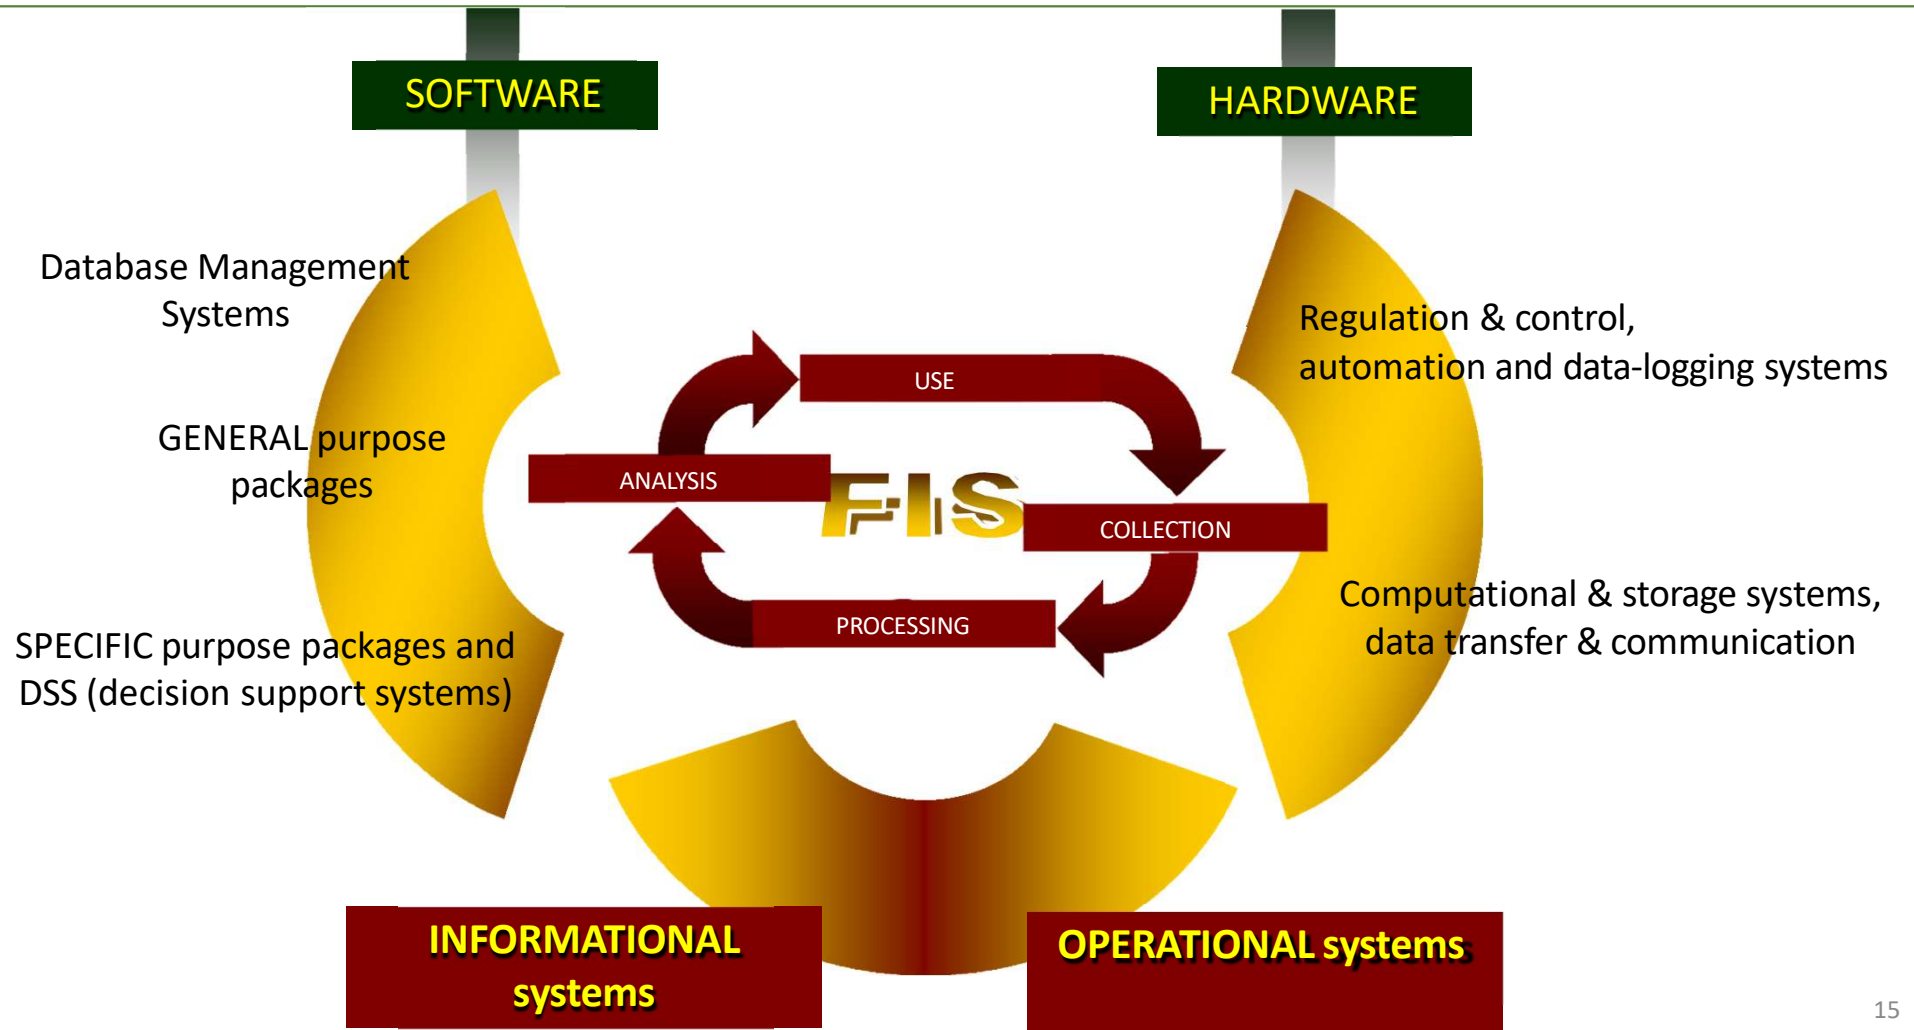 SOFTWARE
HARDWARE
Database Management
Systems
Regulation & control,
automation and data-logging systems
USE
GENERAL purpose
packages
ANALYSIS
FIS
COLLECTION
Computational & storage systems,
data transfer & communication
PROCESSING
SPECIFIC purpose packages and
DSS (decision support systems)
INFORMATIONAL
systems
OPERATIONAL systems
15